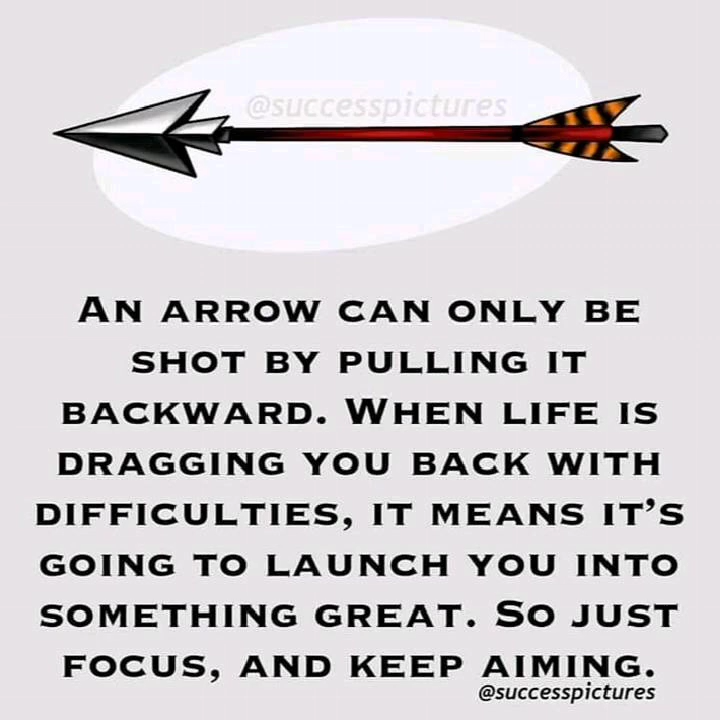 @successpictures
AN ARROW CAN ONLY BE
SHOT BY PULLING IT
BACKWARD. WHEN LIFE IS
DRAGGING YOU BACK WITH
DIFFICULTIES, IT MEANS IT'S
GOING TO LAUNCH YOU INTO
SOMETHING GREAT. SO JUST
FOCUS, AND KEEP AIMING.
@successpictures